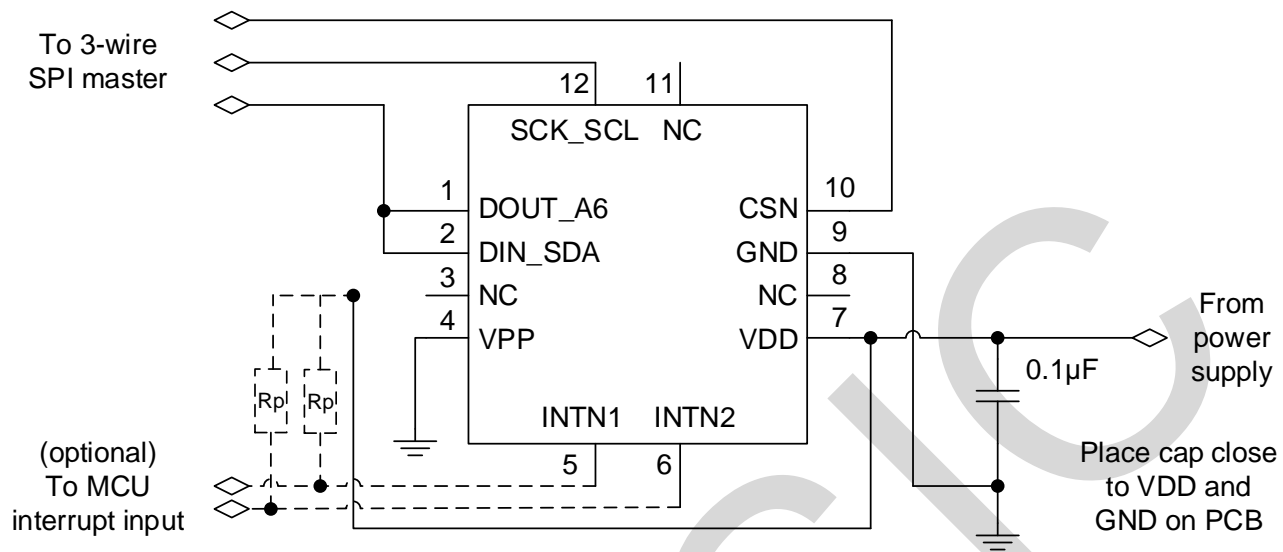 To 3-wire
SPI master
12
11
SCK_SCL
NC
1
DOUT_A6
CSN
10
2
DIN_SDA
GND
9
3
NC
NC
8
4
VPP
VDD
7
From
power
supply
0.1µF
Rp
Rp
INTN1
INTN2
5
6
(optional)
To MCU
interrupt input
Place cap close
to VDD and
GND on PCB